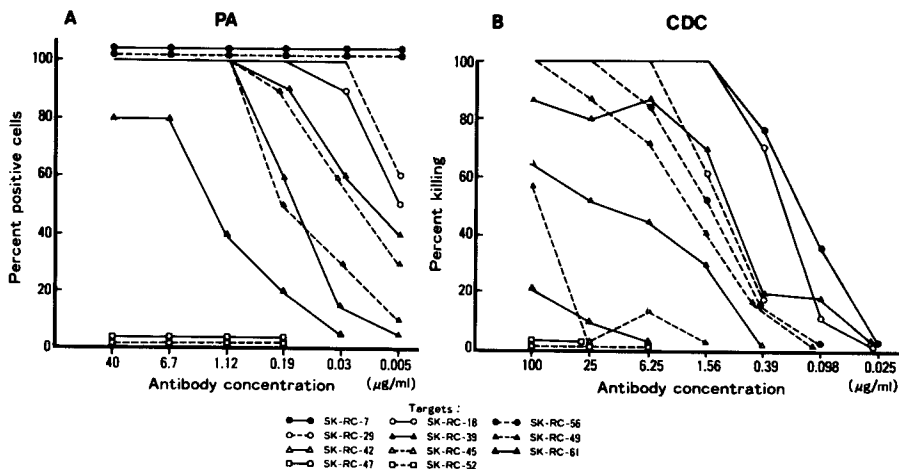 A PA
B CDC
Percent positive cells
100
80
60
40
20
0
40 6.7 1.12 0.19 0.03 0.005
Antibody concentration (μg/ml)
Percent killing
100
80
60
40
20
0
100 25 6.25 1.56 0.39 0.098 0.025
Antibody concentration (μg/ml)
Targets :
SK-RC-7 SK-RC-18 SK-RC-56
SK-RC-29 SK-RC-39 SK-RC-49
SK-RC-42 SK-RC-45 SK-RC-61
SK-RC-47 SK-RC-52